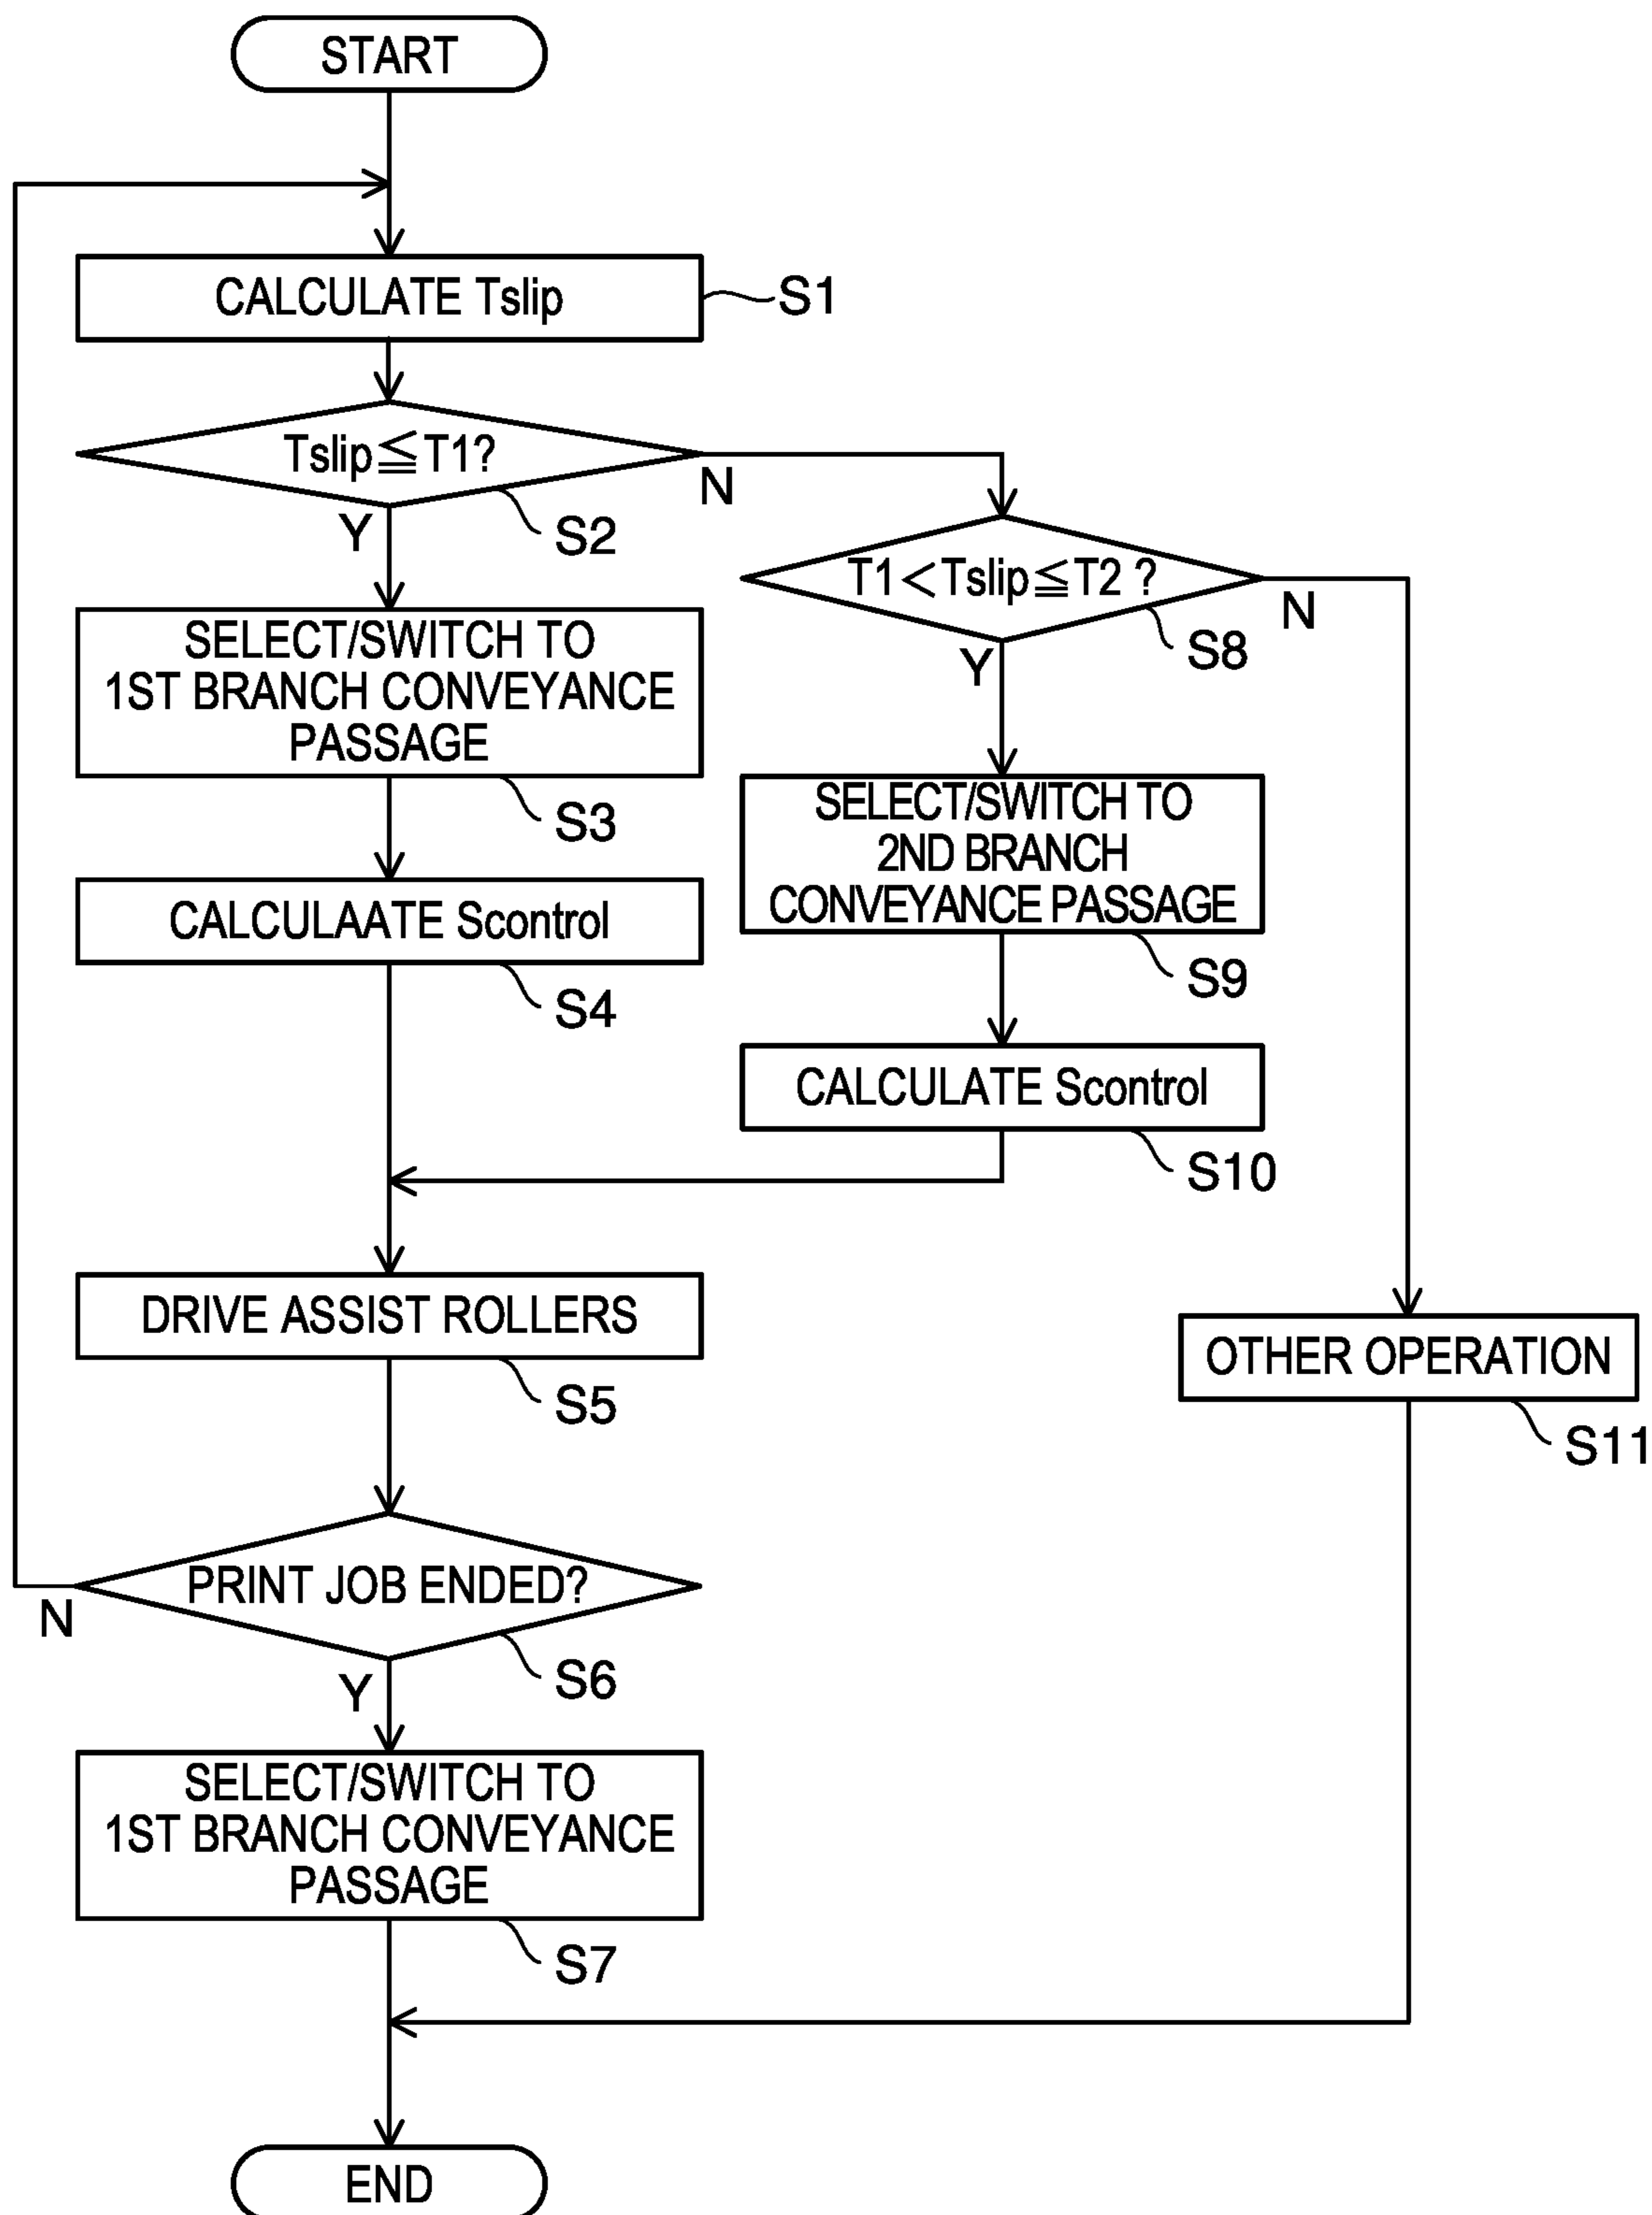 START
CALCULATE Tslip
S1
Tslip≦T1?
N
S2
Y
T1<Tslip≦T2 ?
N
S8
Y
SELECT/SWITCH TO
1ST BRANCH CONVEYANCE
PASSAGE
S3
SELECT/SWITCH TO
2ND BRANCH
CONVEYANCE PASSAGE
S9
CALCULAATE Scontrol
S4
CALCULATE Scontrol
S10
DRIVE ASSIST ROLLERS
S5
OTHER OPERATION
S11
PRINT JOB ENDED?
N
S6
Y
SELECT/SWITCH TO
1ST BRANCH CONVEYANCE
PASSAGE
S7
END